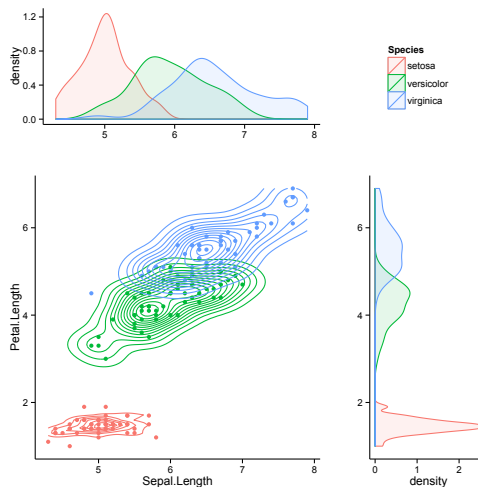 1.2
0.8
0.4
0.0
density
5
6
7
8
Species
setosa
versicolor
virginica
6
4
2
Petal.Length
5
6
7
8
Sepal.Length
6
4
2
0
1
2
density